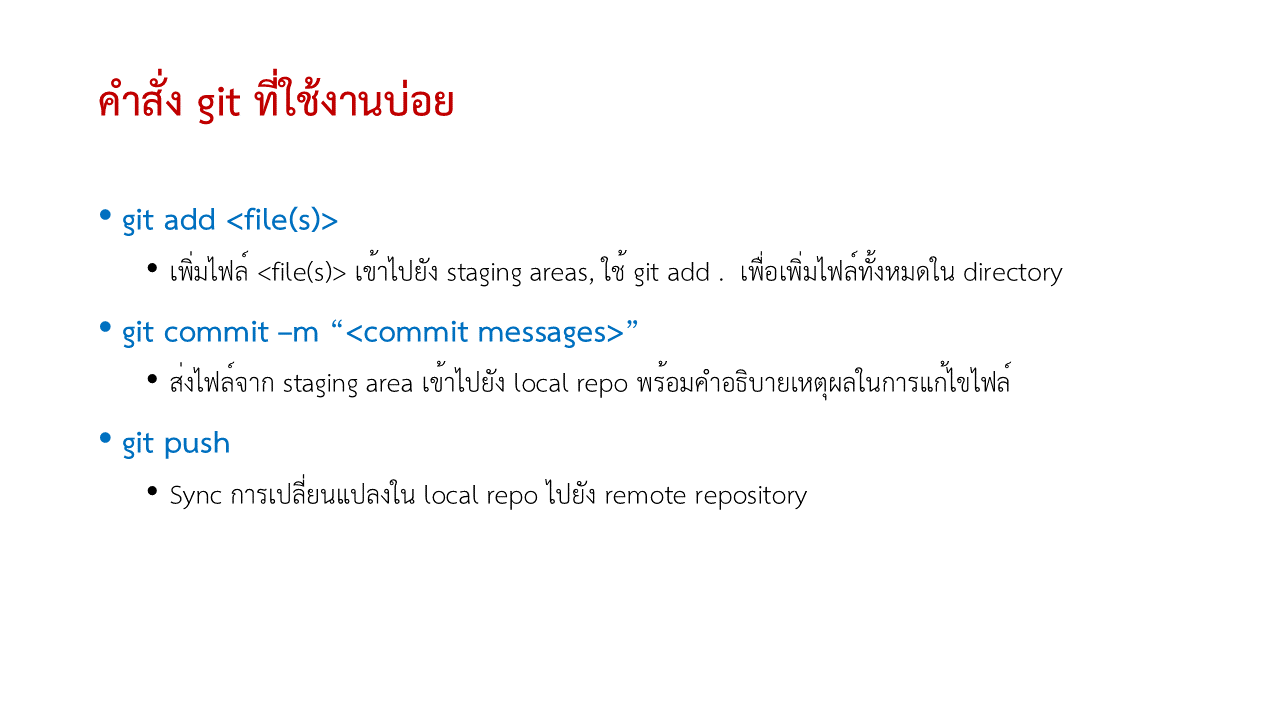 คำสั่ง git ที่ใช้งานบ่อย
• git add <file(s)>
• เพิ่มไฟล์ <file(s)> เข้าไปยัง staging areas, ใช้ git add .  เพื่อเพิ่มไฟล์ทั้งหมดใน directory
• git commit –m “<commit messages>”
• ส่งไฟล์จาก staging area เข้าไปยัง local repo พร้อมคำอธิบายเหตุผลในการแก้ไขไฟล์
• git push
• Sync การเปลี่ยนแปลงใน local repo ไปยัง remote repository